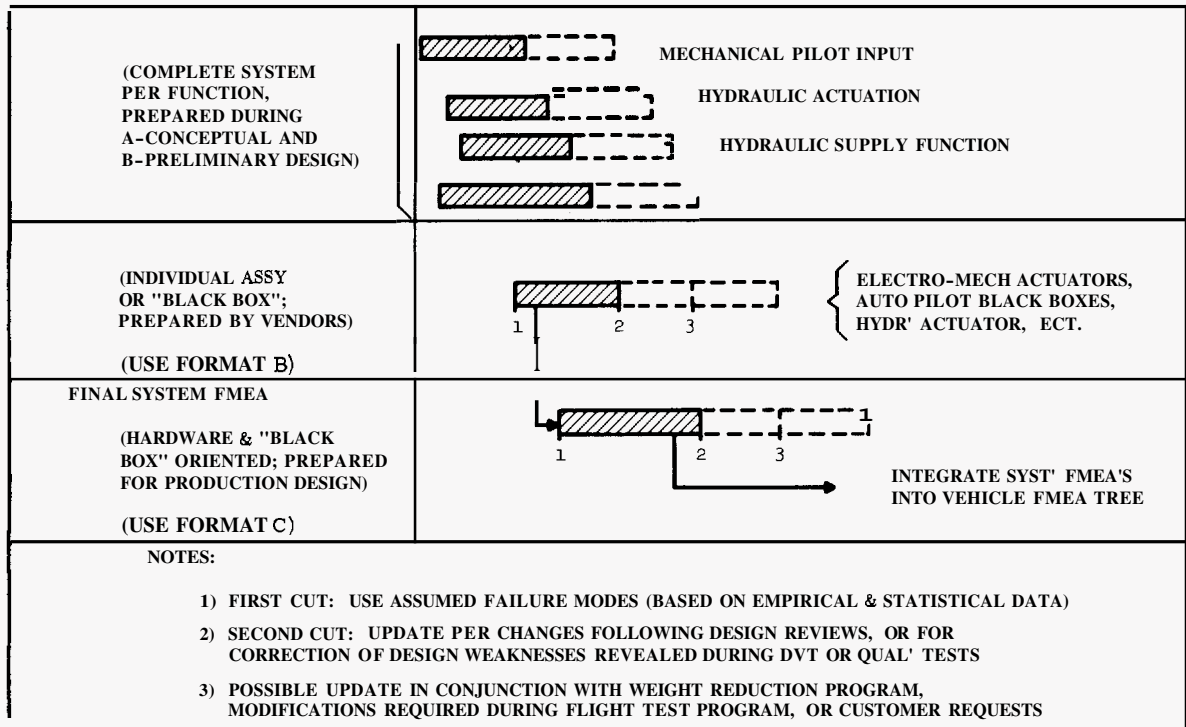 (COMPLETE SYSTEM
PER FUNCTION,
PREPARED DURING
A-CONCEPTUAL AND
B-PRELIMINARY DESIGN)
MECHANICAL PILOT INPUT
HYDRAULIC ACTUATION
HYDRAULIC SUPPLY FUNCTION
(INDIVIDUAL ASSY
OR "BLACK BOX";
PREPARED BY VENDORS)
(USE FORMAT B)
1 2 3
ELECTRO-MECH ACTUATORS,
AUTO PILOT BLACK BOXES,
HYDR' ACTUATOR, ECT.
FINAL SYSTEM FMEA
(HARDWARE & "BLACK
BOX" ORIENTED; PREPARED
FOR PRODUCTION DESIGN)
(USE FORMAT C)
1
1 2 3
INTEGRATE SYST' FMEA'S
INTO VEHICLE FMEA TREE
NOTES:
1) FIRST CUT: USE ASSUMED FAILURE MODES (BASED ON EMPIRICAL & STATISTICAL DATA)
2) SECOND CUT: UPDATE PER CHANGES FOLLOWING DESIGN REVIEWS, OR FOR
CORRECTION OF DESIGN WEAKNESSES REVEALED DURING DVT OR QUAL' TESTS
3) POSSIBLE UPDATE IN CONJUNCTION WITH WEIGHT REDUCTION PROGRAM,
MODIFICATIONS REQUIRED DURING FLIGHT TEST PROGRAM, OR CUSTOMER REQUESTS